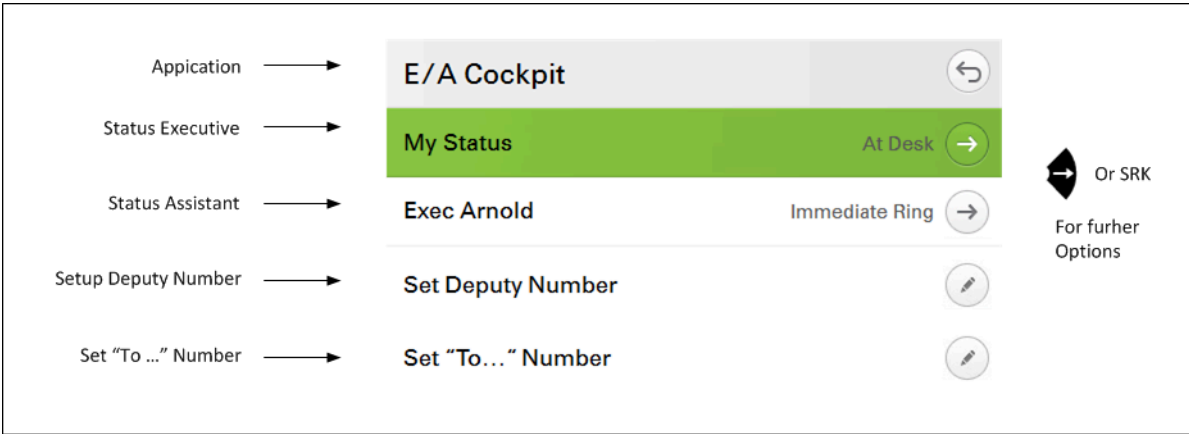 Appication
E/A Cockpit
Status Executive
My Status At Desk
Or SRK
Status Assistant
Exec Arnold Immediate Ring
For furher
Options
Setup Deputy Number
Set Deputy Number
Set “To ...” Number
Set “To...“ Number